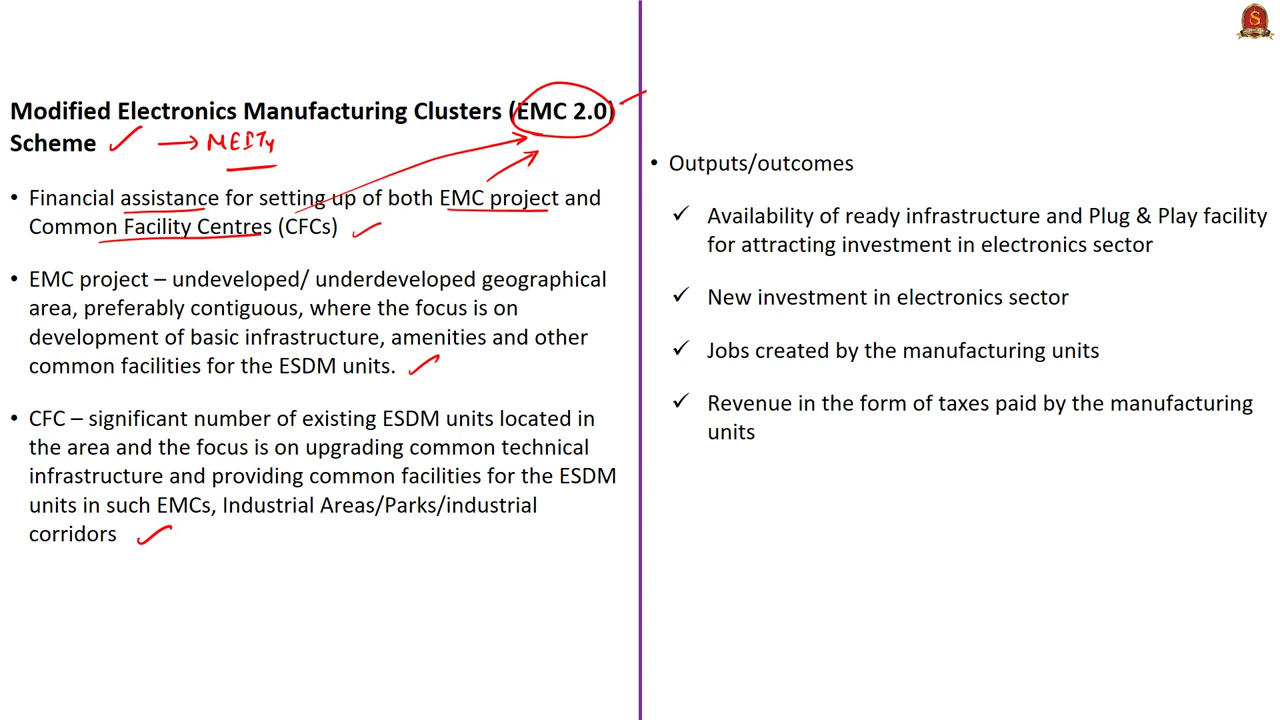 Modified Electronics Manufacturing Clusters (EMC 2.0)
Scheme → MEITy
• Financial assistance for setting up of both EMC project and
Common Facility Centres (CFCs)
• EMC project – undeveloped/ underdeveloped geographical
area, preferably contiguous, where the focus is on
development of basic infrastructure, amenities and other
common facilities for the ESDM units.
• CFC – significant number of existing ESDM units located in
the area and the focus is on upgrading common technical
infrastructure and providing common facilities for the ESDM
units in such EMCs, Industrial Areas/Parks/industrial
corridors
• Outputs/outcomes
✓ Availability of ready infrastructure and Plug & Play facility
for attracting investment in electronics sector
✓ New investment in electronics sector
✓ Jobs created by the manufacturing units
✓ Revenue in the form of taxes paid by the manufacturing
units